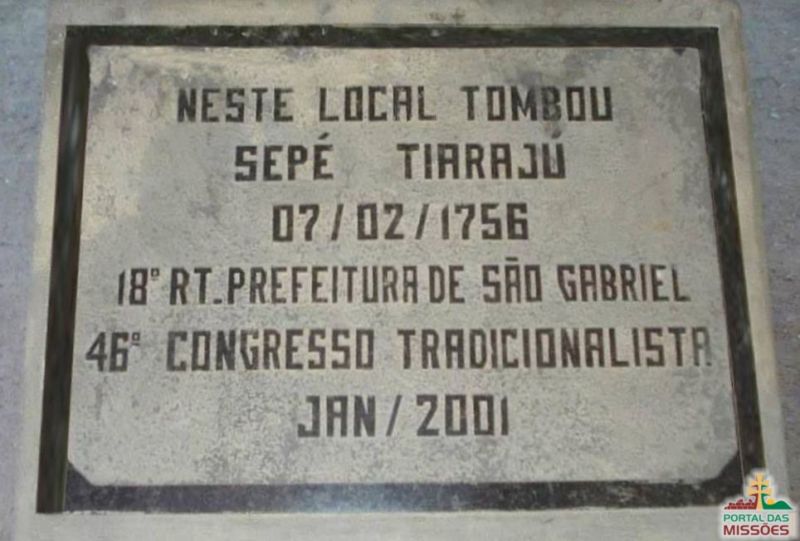 NESTE LOCAL TOMBOU
SEPÉ TIARAJU
07/02/1756
18º RT. PREFEITURA DE SÃO GABRIEL
46º CONGRESSO TRADICIONALISTA
JAN/2001
PORTAL DAS
MISSÕES